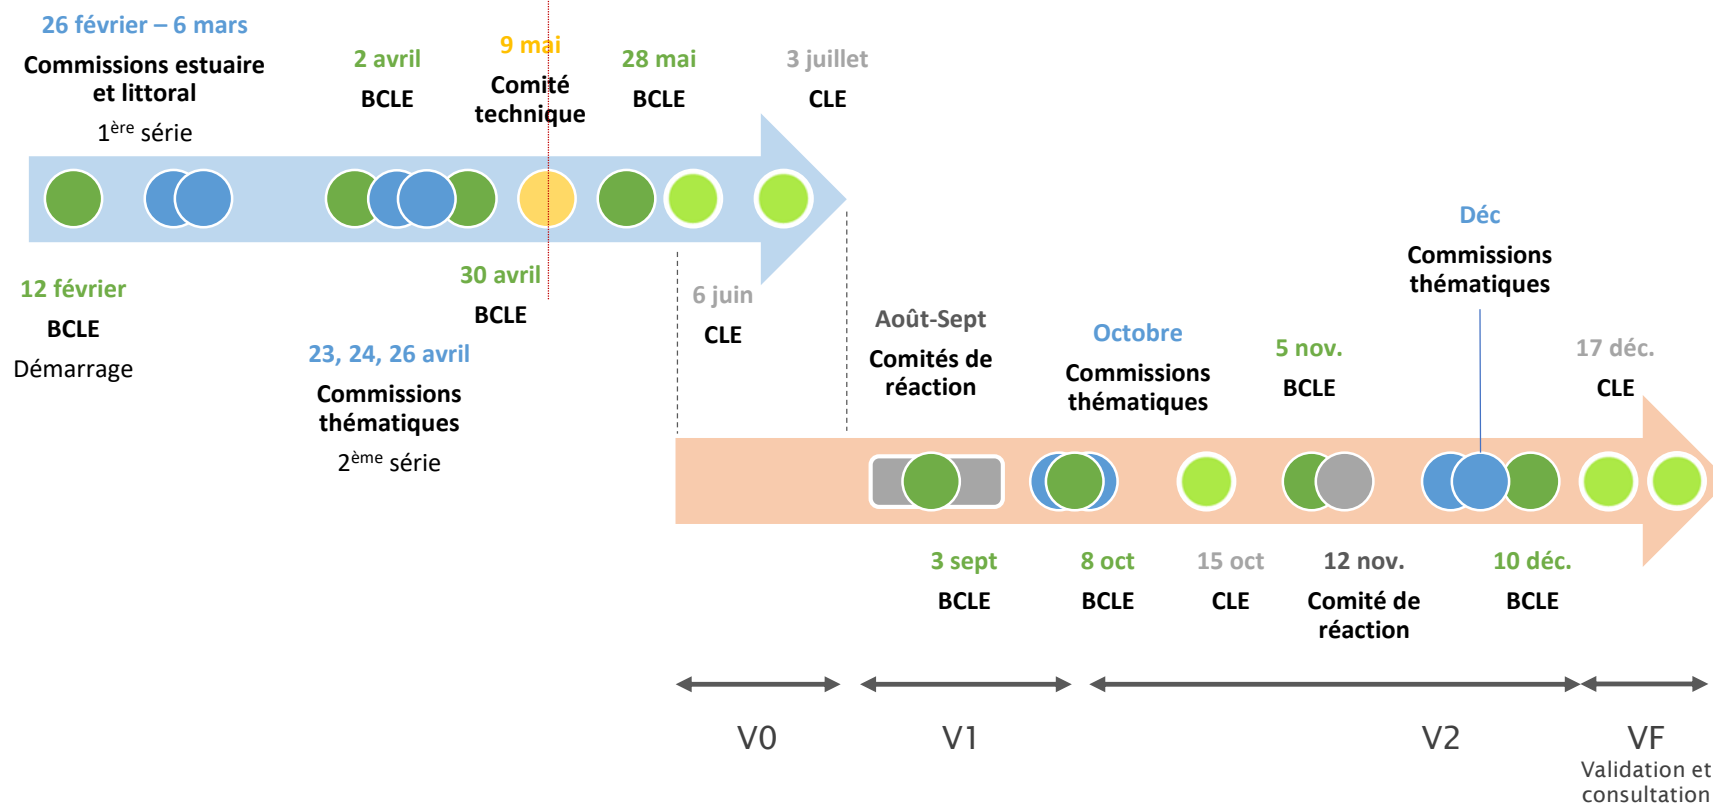 26 février – 6 mars
Commissions estuaire
et littoral
1ère série
2 avril
BCLE
9 mai
Comité
technique
28 mai
BCLE
3 juillet
CLE
12 février
BCLE
Démarrage
23, 24, 26 avril
Commissions
thématiques
2ème série
30 avril
BCLE
6 juin
CLE
Août-Sept
Comités de
réaction
Octobre
Commissions
thématiques
5 nov.
BCLE
Déc
Commissions
thématiques
17 déc.
CLE
3 sept
BCLE
8 oct
BCLE
15 oct
CLE
12 nov.
Comité de
réaction
10 déc.
BCLE
V0
V1
V2
VF
Validation et
consultation